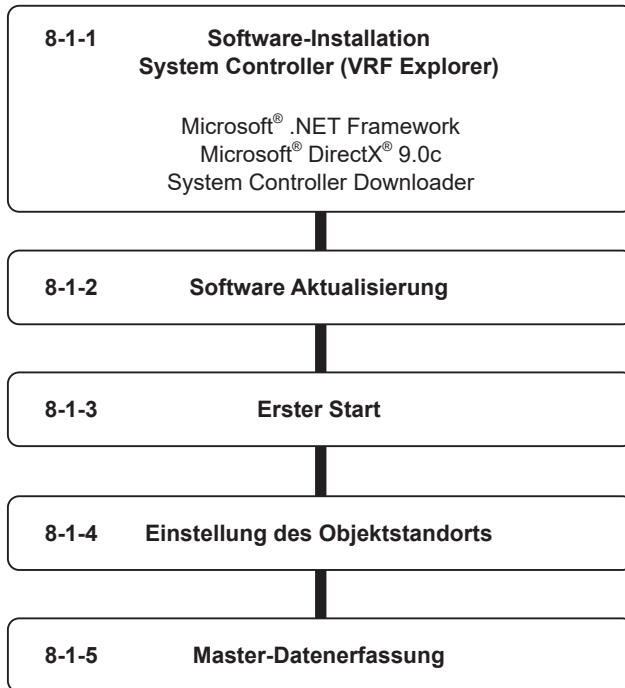 8-1-1 Software-Installation
System Controller (VRF Explorer)
Microsoft® .NET Framework
Microsoft® DirectX® 9.0c
System Controller Downloader
8-1-2 Software Aktualisierung
8-1-3 Erster Start
8-1-4 Einstellung des Objektstandorts
8-1-5 Master-Datenerfassung